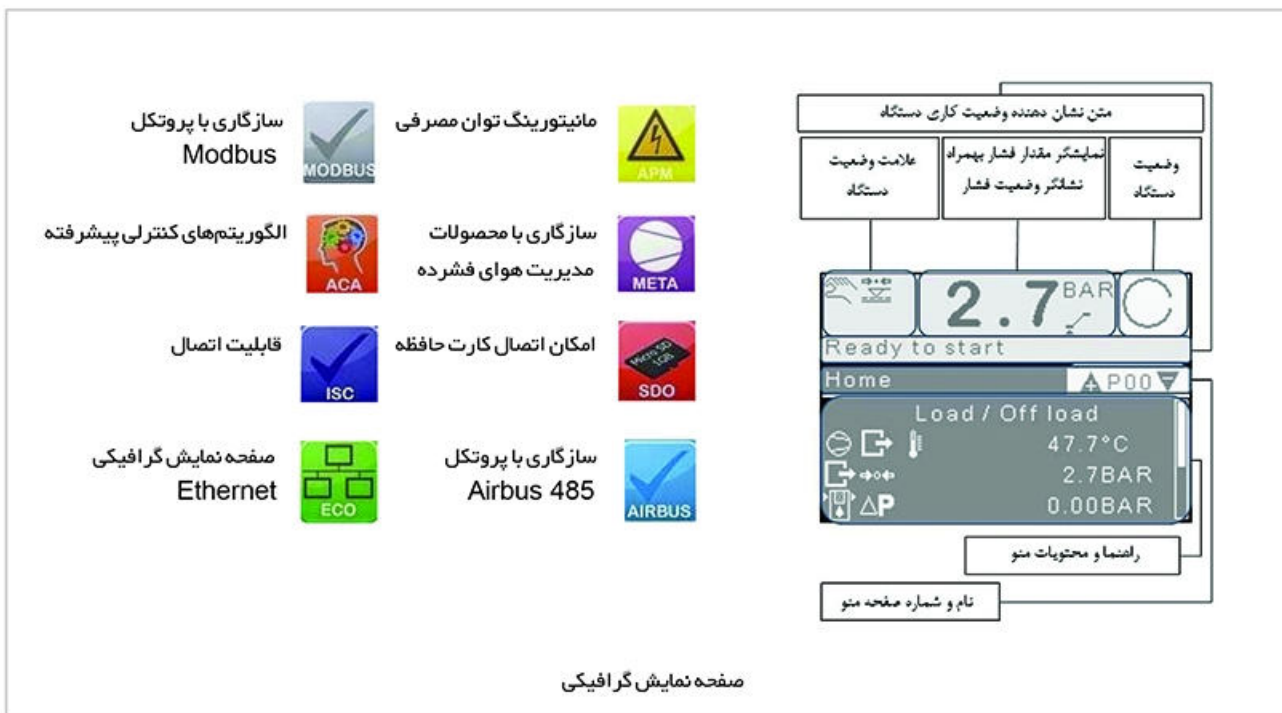 متن نشان دهنده وضعیت کاری دستگاه
وضعیت
دستگاه
نمایشگر مقدار فشار بهمراه
نشانگر وضعیت فشار
علامت وضعیت
دستگاه
2.7 BAR
Ready to start
Home P00
Load / Off load
47.7°C
2.7BAR
ΔP 0.00BAR
راهنما و محتویات منو
نام و شماره صفحه منو
APM
مانیتورینگ توان مصرفی
META
سازگاری با محصولات
مدیریت هوای فشرده
Micro SD
1GB
SDO
امکان اتصال کارت حافظه
AIRBUS
سازگاری با پروتکل
Airbus 485
MODBUS
سازگاری با پروتکل
Modbus
ACA
الگوریتم‌های کنترلی پیشرفته
ISC
قابلیت اتصال
ECO
صفحه نمایش گرافیکی
Ethernet
صفحه نمایش گرافیکی